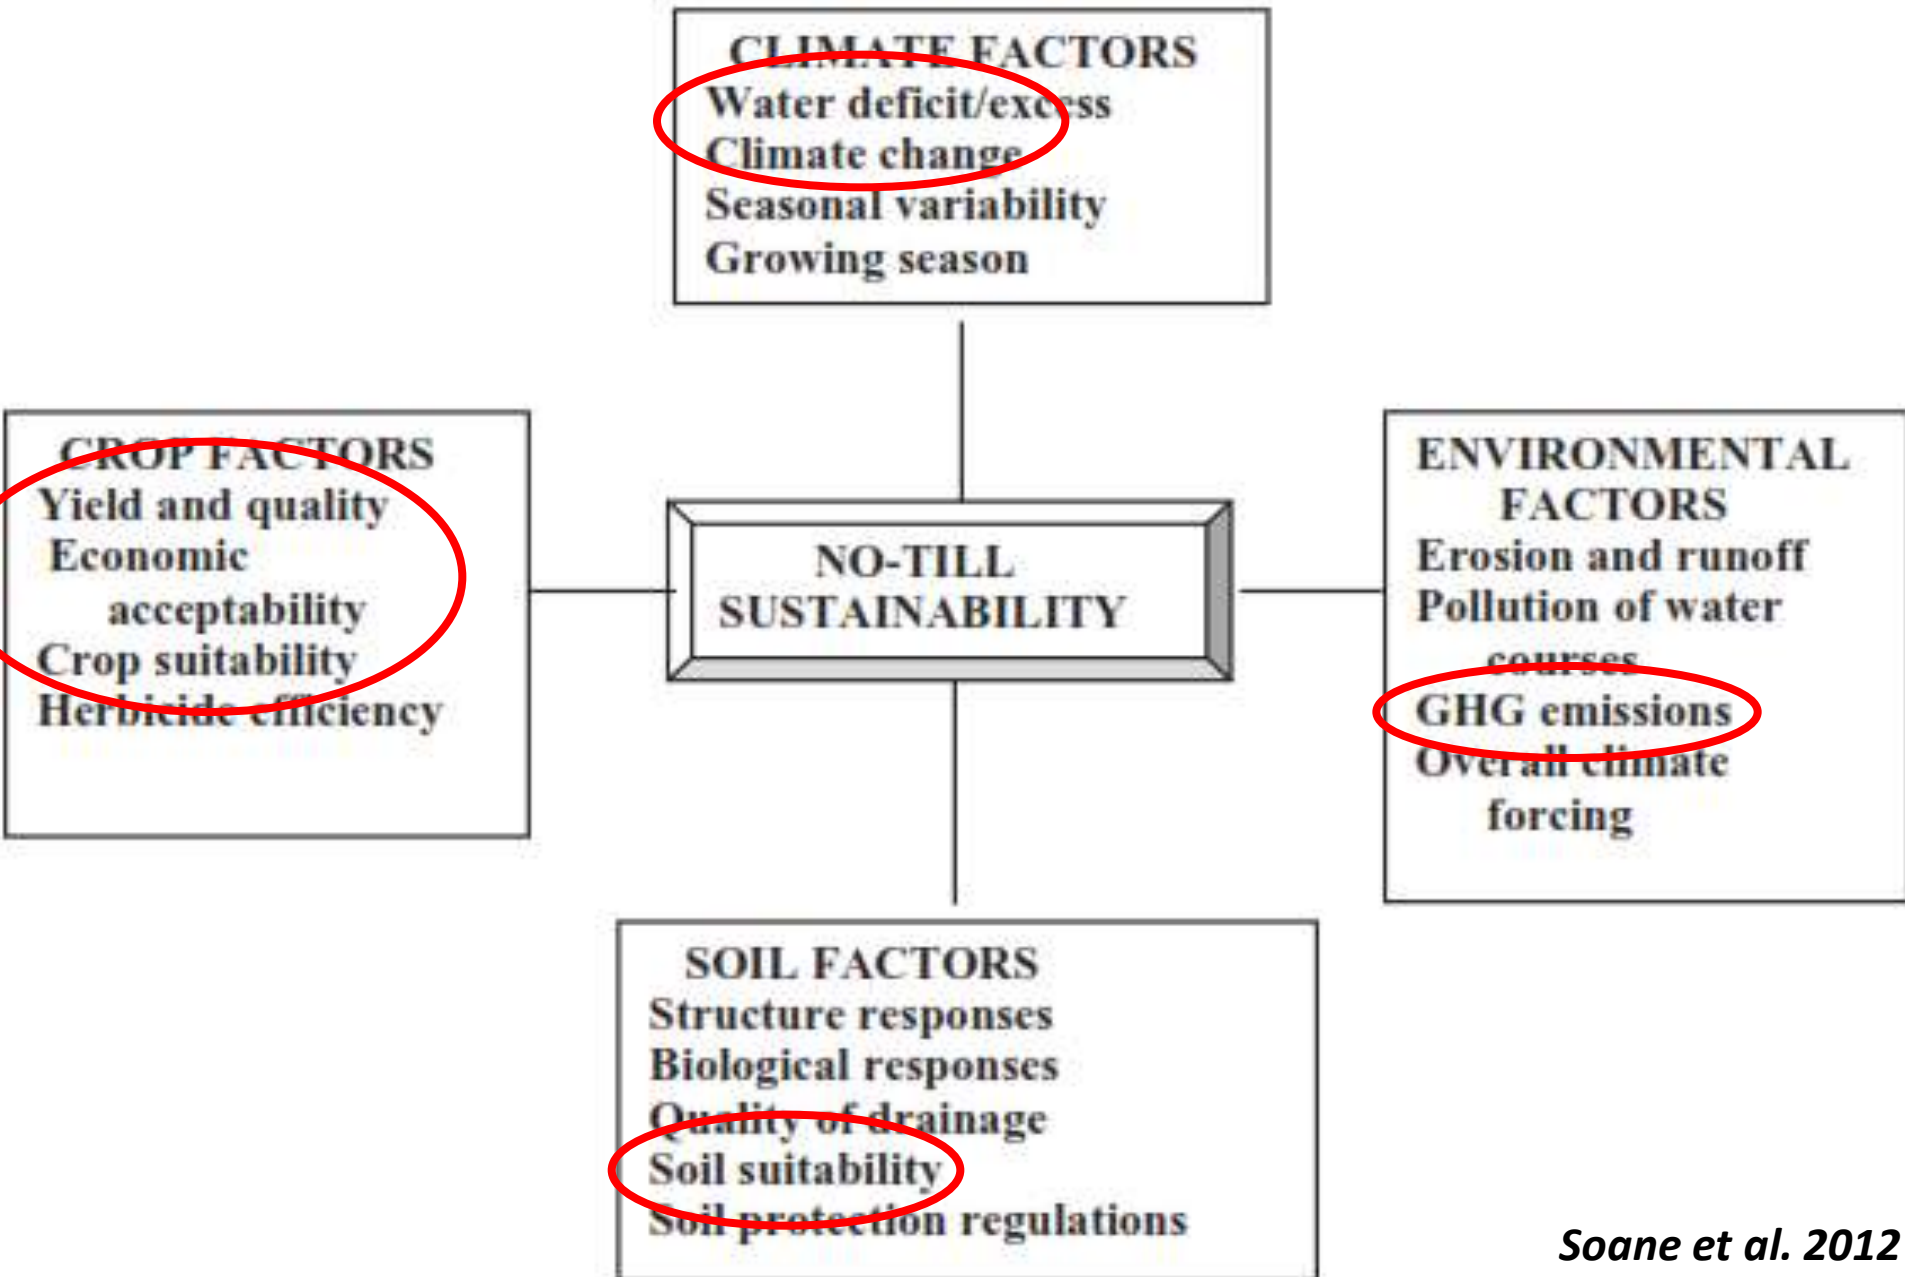 CLIMATE FACTORS
Water deficit/excess
Climate change
Seasonal variability
Growing season
CROP FACTORS
Yield and quality
Economic
acceptability
Crop suitability
Herbicide efficiency
NO-TILL
SUSTAINABILITY
ENVIRONMENTAL
FACTORS
Erosion and runoff
Pollution of water
courses
GHG emissions
Overall climate
forcing
SOIL FACTORS
Structure responses
Biological responses
Quality of drainage
Soil suitability
Soil protection regulations
Soane et al. 2012